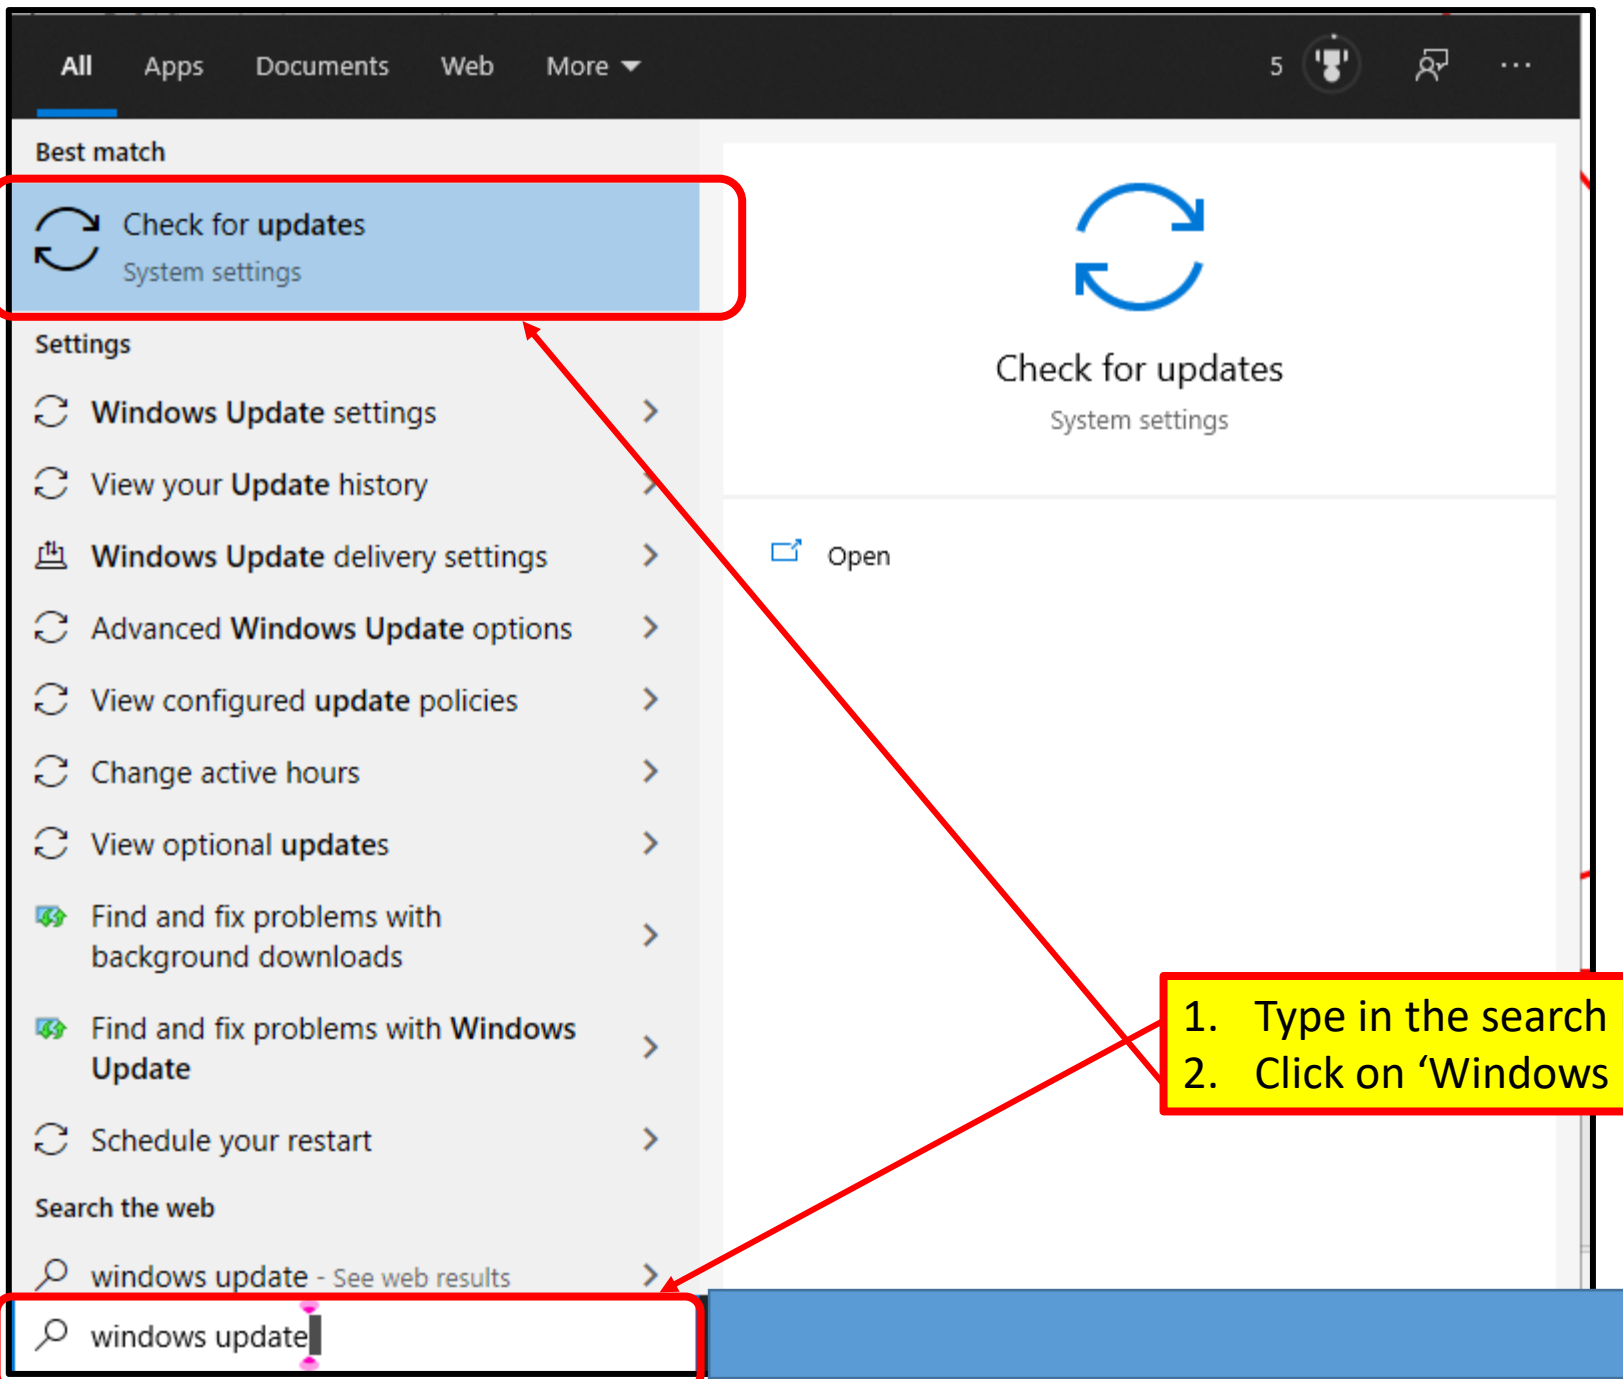 All Apps Documents Web More 5 ...
Best match
Check for updates
System settings
Settings
Windows Update settings
View your Update history
Windows Update delivery settings
Advanced Windows Update options
View configured update policies
Change active hours
View optional updates
Find and fix problems with
background downloads
Find and fix problems with Windows
Update
Schedule your restart
Search the web
windows update - See web results
windows update
Check for updates
System settings
Open
1. Type in the search
2. Click on ‘Windows